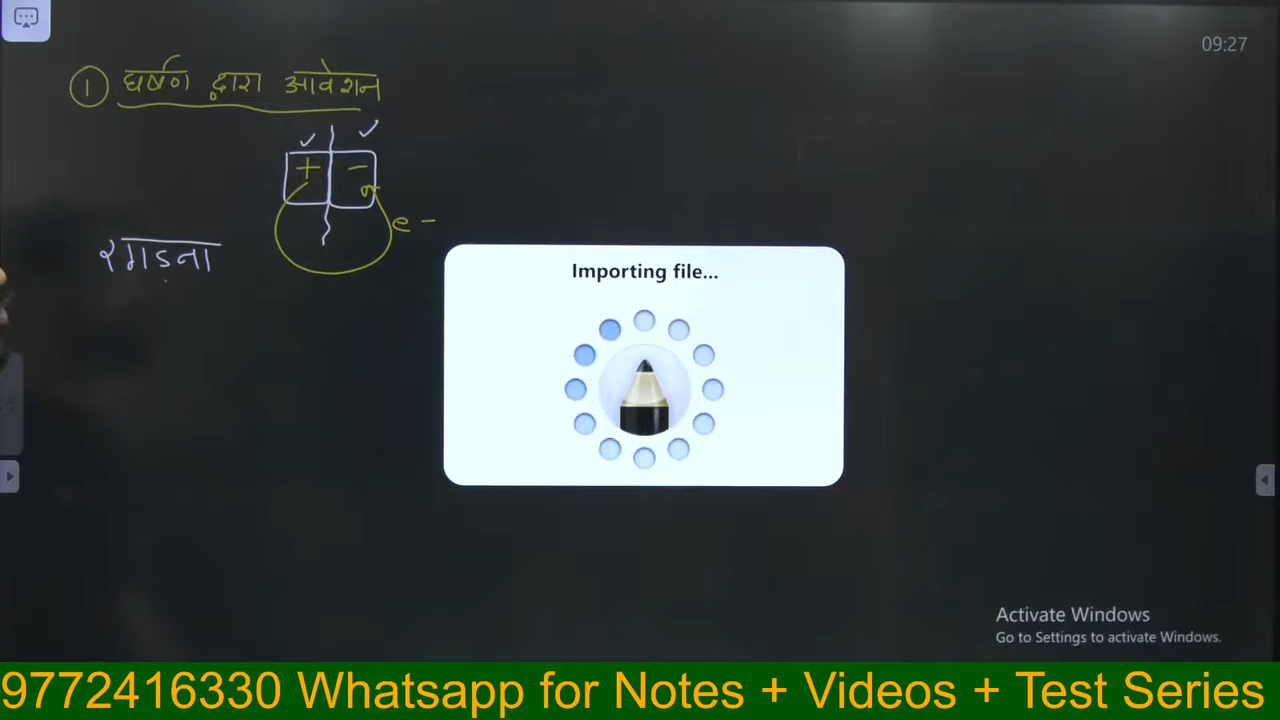 09:27
① घर्षण द्वारा आवेशन
+ -
e -
रगडना
Importing file...
Activate Windows
Go to Settings to activate Windows.
9772416330 Whatsapp for Notes + Videos + Test Series